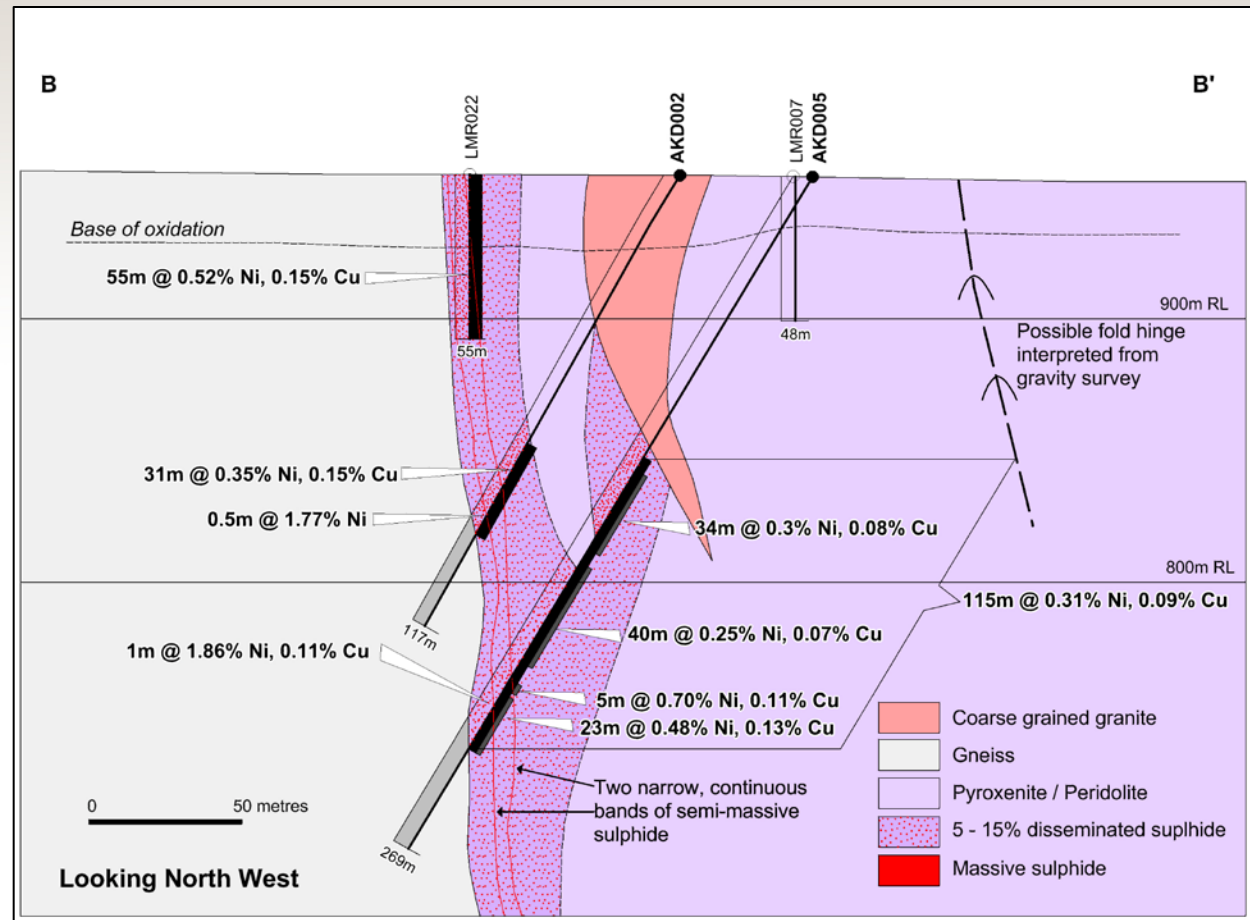 B
B'
LMR022
AKD002
LMR007
AKD005
Base of oxidation
55m @ 0.52% Ni, 0.15% Cu
900m RL
55m
48m
Possible fold hinge
interpreted from
gravity survey
31m @ 0.35% Ni, 0.15% Cu
0.5m @ 1.77% Ni
34m @ 0.3% Ni, 0.08% Cu
800m RL
115m @ 0.31% Ni, 0.09% Cu
117m
40m @ 0.25% Ni, 0.07% Cu
1m @ 1.86% Ni, 0.11% Cu
5m @ 0.70% Ni, 0.11% Cu
23m @ 0.48% Ni, 0.13% Cu
Two narrow, continuous
bands of semi-massive
sulphide
269m
0
50 metres
Looking North West
Coarse grained granite
Gneiss
Pyroxenite / Peridolite
5 - 15% disseminated suplhide
Massive sulphide